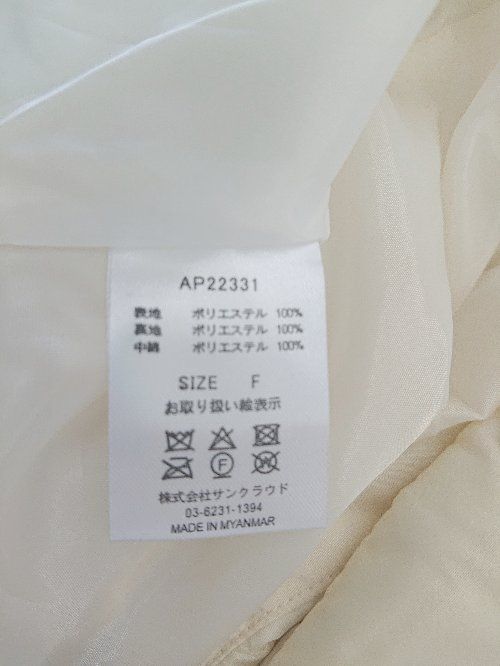 AP22331
表地 ポリエステル 100%
裏地 ポリエステル 100%
中綿 ポリエステル 100%
SIZE F
お取り扱い絵表示
F
W
株式会社サンクラウド
03-6231-1394
MADE IN MYANMAR